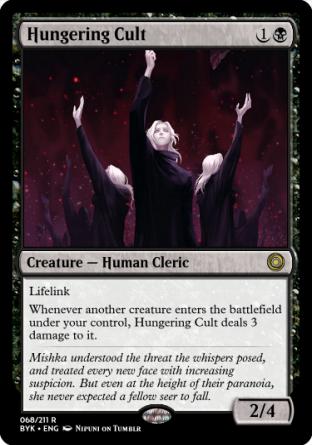 Hungering Cult 1
Creature — Human Cleric
Lifelink
Whenever another creature enters the battlefield
under your control, Hungering Cult deals 3
damage to it.
Mishka understood the threat the whispers posed,
and treated every new face with increasing
suspicion. But even at the height of their paranoia,
she never expected a fellow seer to fall.
2/4
068/211 R
BYK • ENG Nipuni on Tumblr